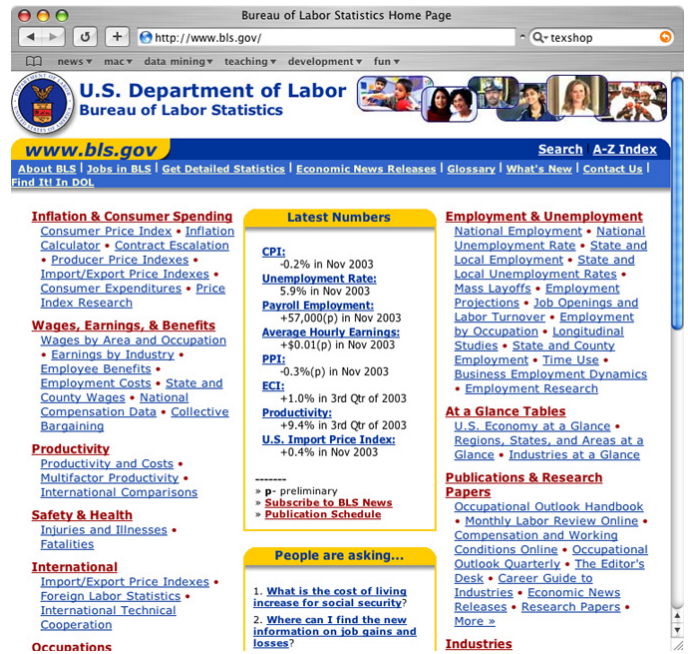 Bureau of Labor Statistics Home Page
http://www.bls.gov/
texshop
news mac data mining teaching development fun
U.S. Department of Labor
Bureau of Labor Statistics
www.bls.gov
Search | A-Z Index
About BLS | Jobs in BLS | Get Detailed Statistics | Economic News Releases | Glossary | What's New | Contact Us |
Find It! In DOL
Inflation & Consumer Spending
Consumer Price Index • Inflation
Calculator • Contract Escalation
• Producer Price Indexes •
Import/Export Price Indexes •
Consumer Expenditures • Price
Index Research
Wages, Earnings, & Benefits
Wages by Area and Occupation
• Earnings by Industry •
Employee Benefits •
Employment Costs • State and
County Wages • National
Compensation Data • Collective
Bargaining
Productivity
Productivity and Costs •
Multifactor Productivity •
International Comparisons
Safety & Health
Injuries and Illnesses •
Fatalities
International
Import/Export Price Indexes •
Foreign Labor Statistics •
International Technical
Cooperation
Occupations
Latest Numbers
CPI:
-0.2% in Nov 2003
Unemployment Rate:
5.9% in Nov 2003
Payroll Employment:
+57,000(p) in Nov 2003
Average Hourly Earnings:
+$0.01(p) in Nov 2003
PPI:
-0.3%(p) in Nov 2003
ECI:
+1.0% in 3rd Qtr of 2003
Productivity:
+9.4% in 3rd Qtr of 2003
U.S. Import Price Index:
+0.4% in Nov 2003
-------
» p- preliminary
» Subscribe to BLS News
» Publication Schedule
People are asking...
1. What is the cost of living
increase for social security?
2. Where can I find the new
information on job gains and
losses?
Employment & Unemployment
National Employment • National
Unemployment Rate • State and
Local Employment • State and
Local Unemployment Rates •
Mass Layoffs • Employment
Projections • Job Openings and
Labor Turnover • Employment
by Occupation • Longitudinal
Studies • State and County
Employment • Time Use •
Business Employment Dynamics
• Employment Research
At a Glance Tables
U.S. Economy at a Glance •
Regions, States, and Areas at a
Glance • Industries at a Glance
Publications & Research
Papers
Occupational Outlook Handbook
• Monthly Labor Review Online •
Compensation and Working
Conditions Online • Occupational
Outlook Quarterly • The Editor's
Desk • Career Guide to
Industries • Economic News
Releases • Research Papers •
More »
Industries